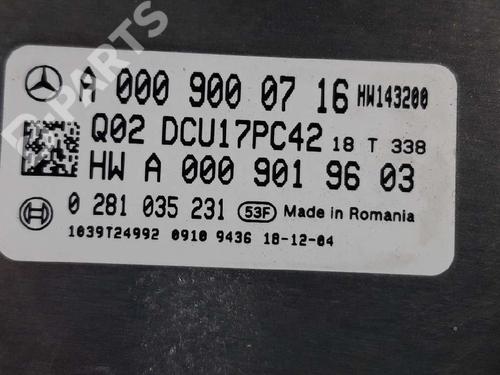 A 000 900 07 16 HW143200
Q02 DCU17PC42 18 T 338
HW A 000 901 96 03
0 281 035 231 53F Made in Romania
1039T24992 0910 9436 18-12-04
B-PARTS